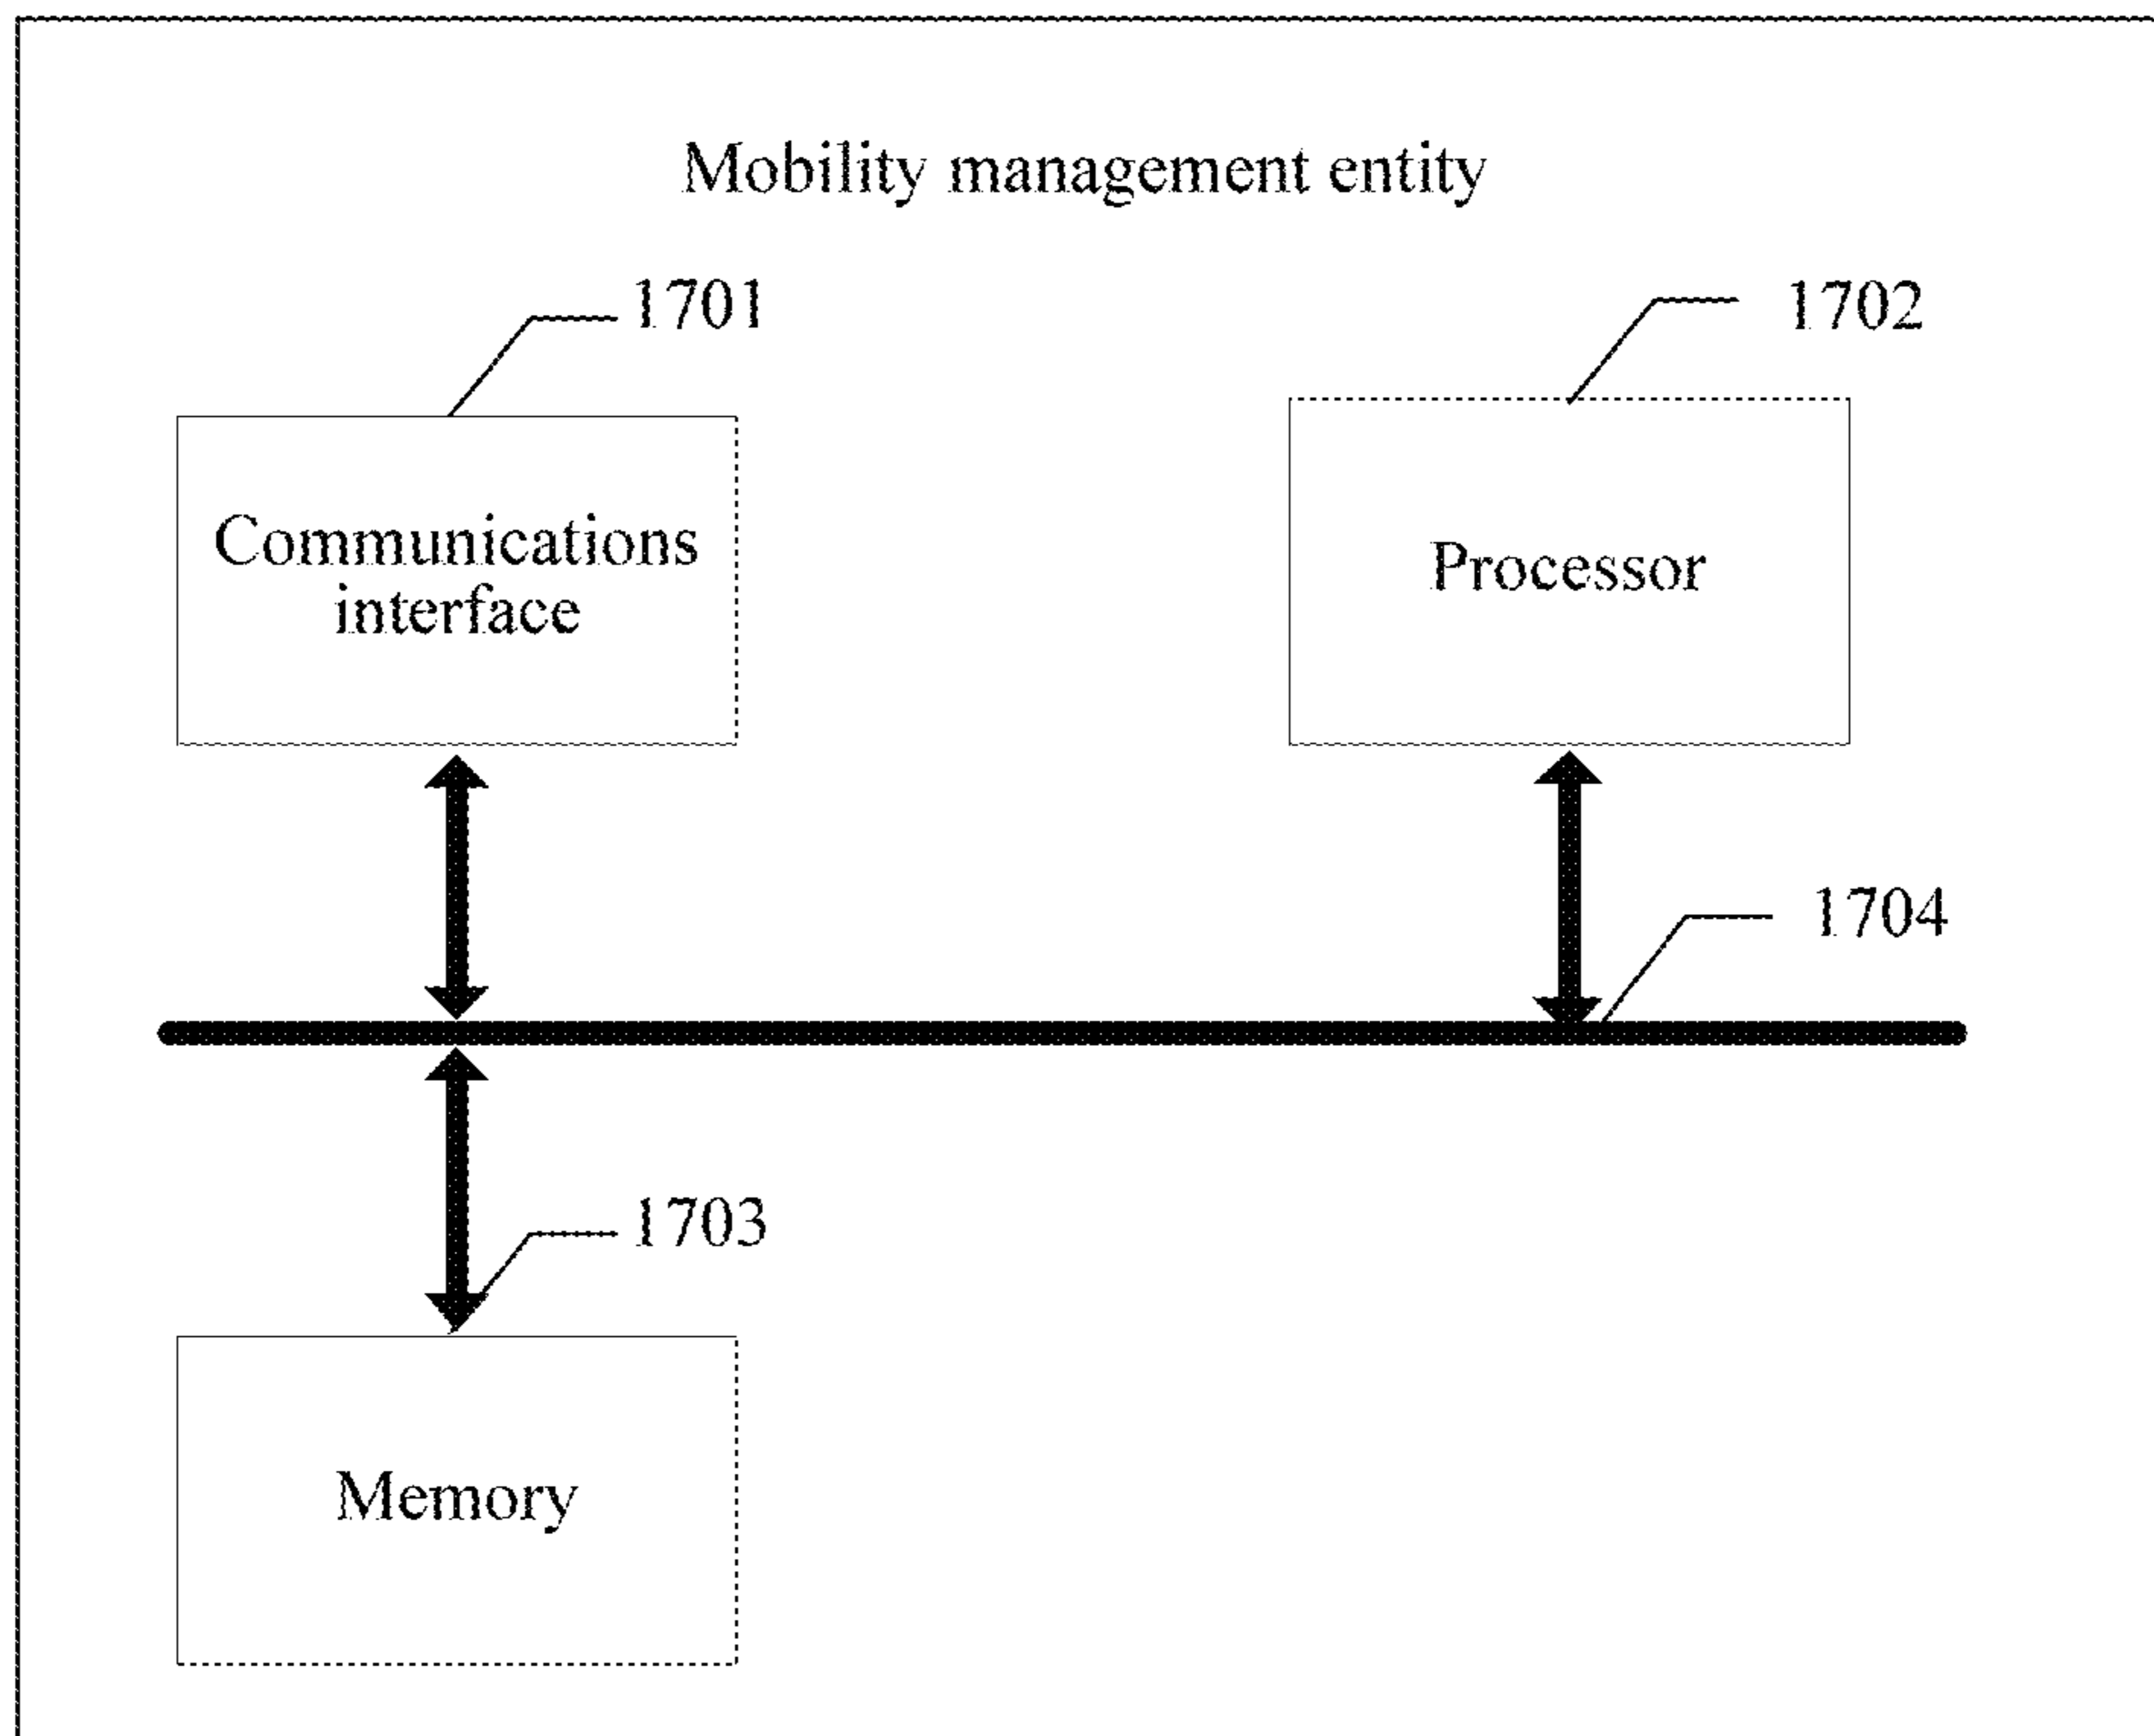 Mobility management entity
1701
1702
Communications
interface
Processor
1704
1703
Memory